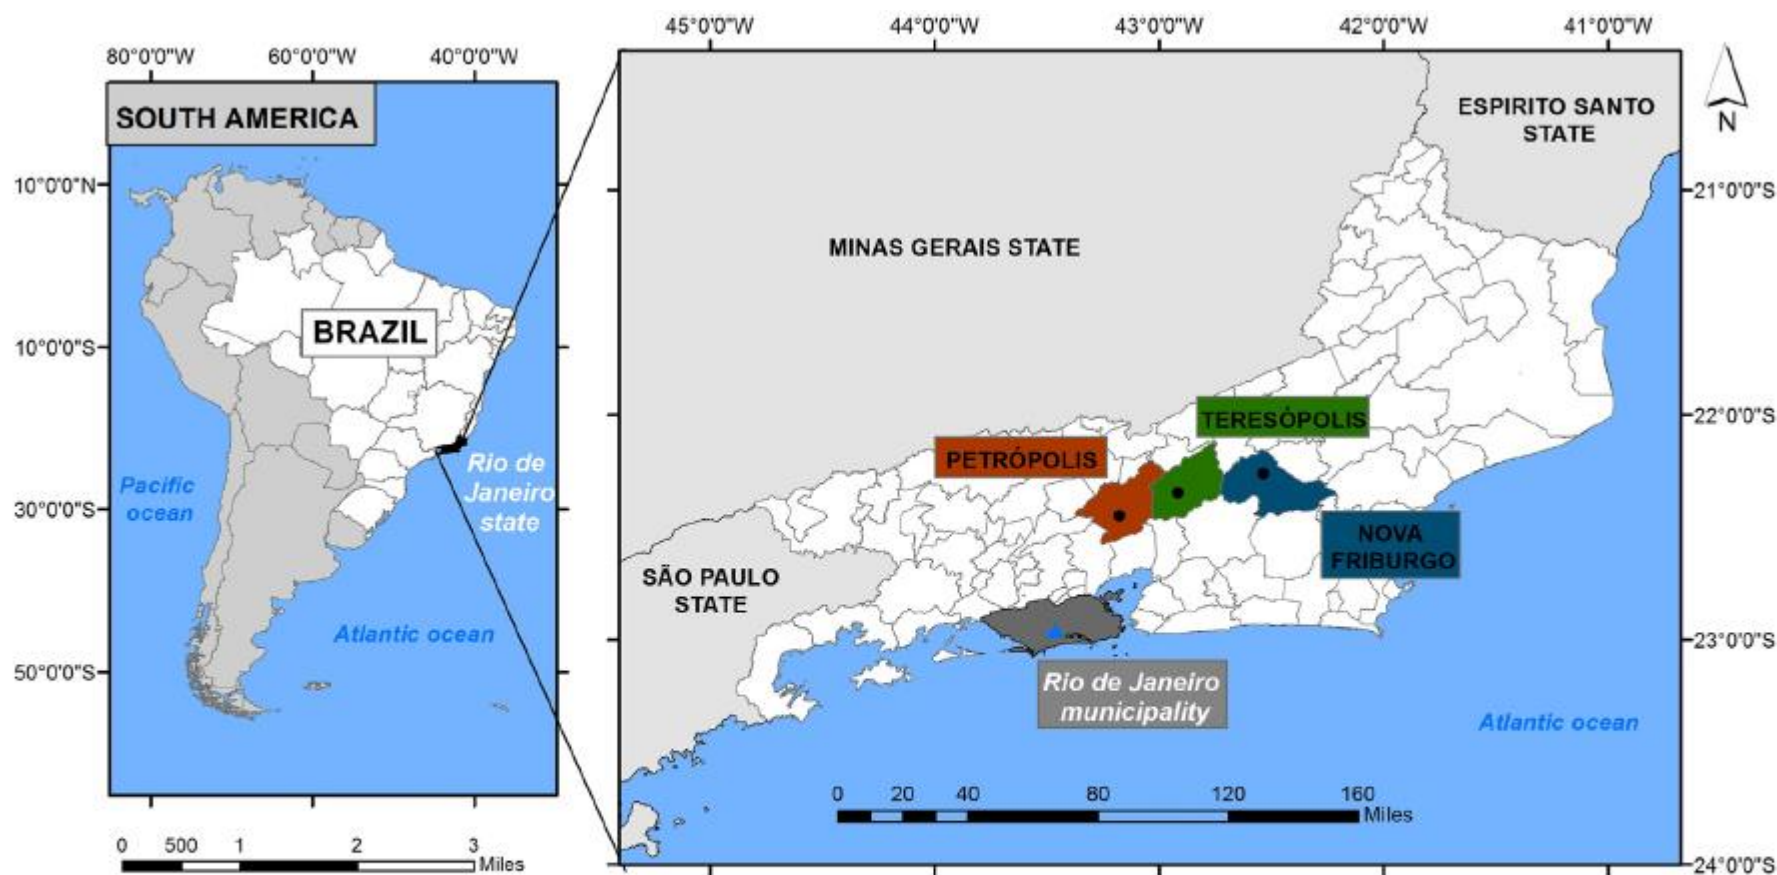 80°0'0"W 60°0'0"W 40°0'0"W
SOUTH AMERICA
10°0'0"N
10°0'0"S
30°0'0"S
50°0'0"S
BRAZIL
Rio de
Janeiro
state
Pacific
ocean
Atlantic ocean
0 500 1 2 3
Miles
45°0'0"W 44°0'0"W 43°0'0"W 42°0'0"W 41°0'0"W
N
ESPIRITO SANTO
STATE
21°0'0"S
MINAS GERAIS STATE
22°0'0"S
TERESÓPOLIS
PETRÓPOLIS
NOVA
FRIBURGO
SÃO PAULO
STATE
23°0'0"S
Rio de Janeiro
municipality
Atlantic ocean
0 20 40 80 120 160
Miles
24°0'0"S